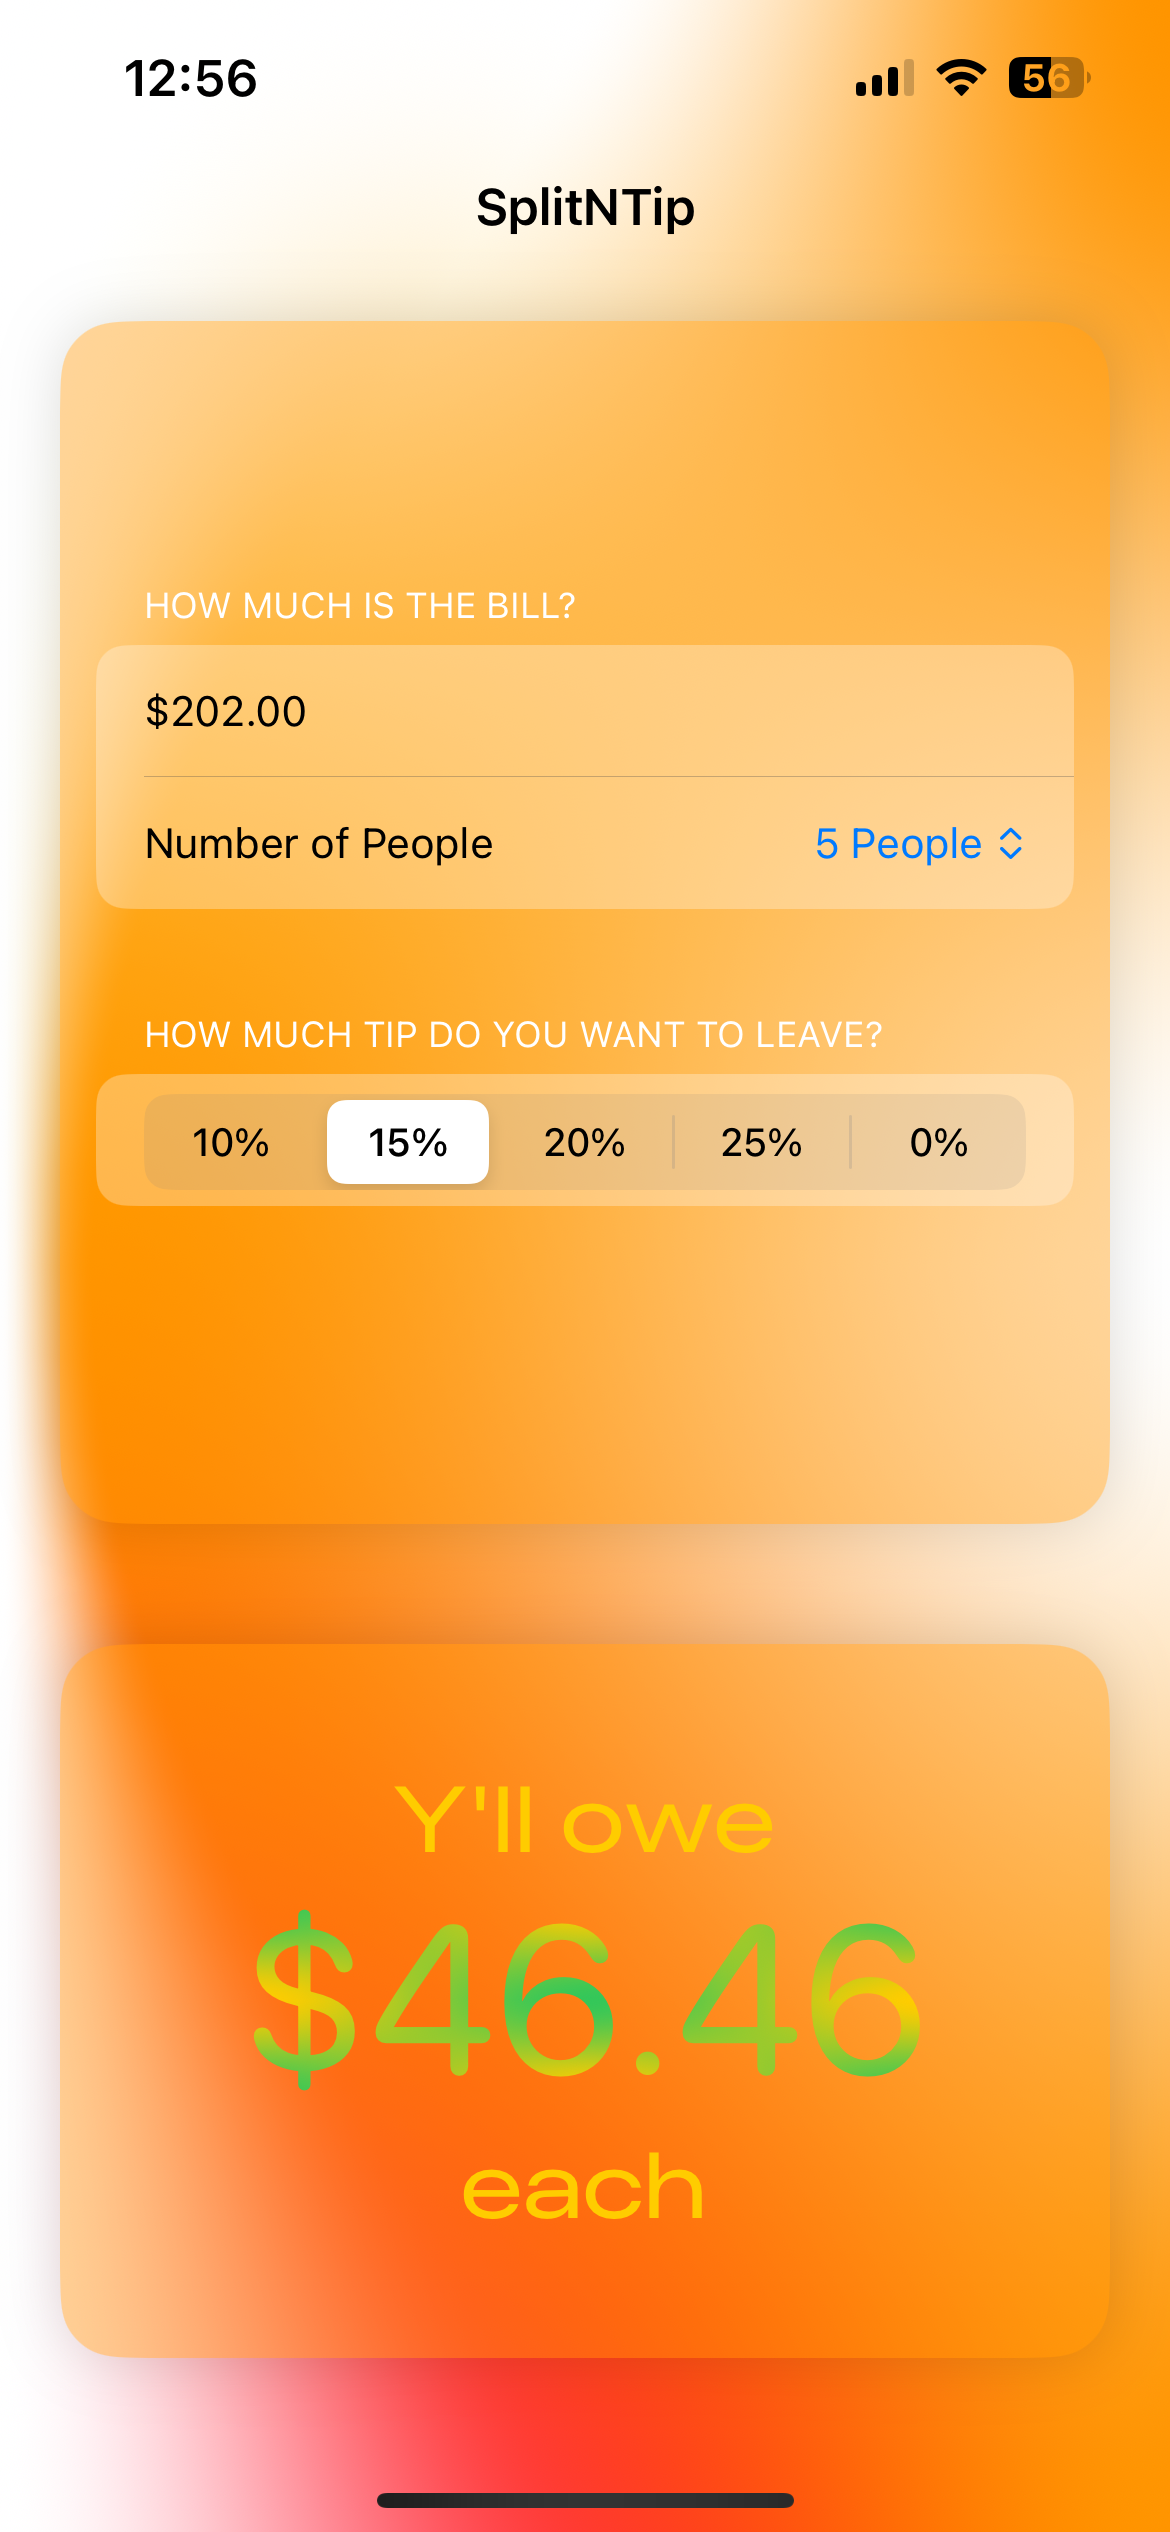 12:56
56
SplitNTip
HOW MUCH IS THE BILL?
$202.00
Number of People 5 People
HOW MUCH TIP DO YOU WANT TO LEAVE?
10% 15% 20% 25% 0%
Y'll owe
$46.46
each